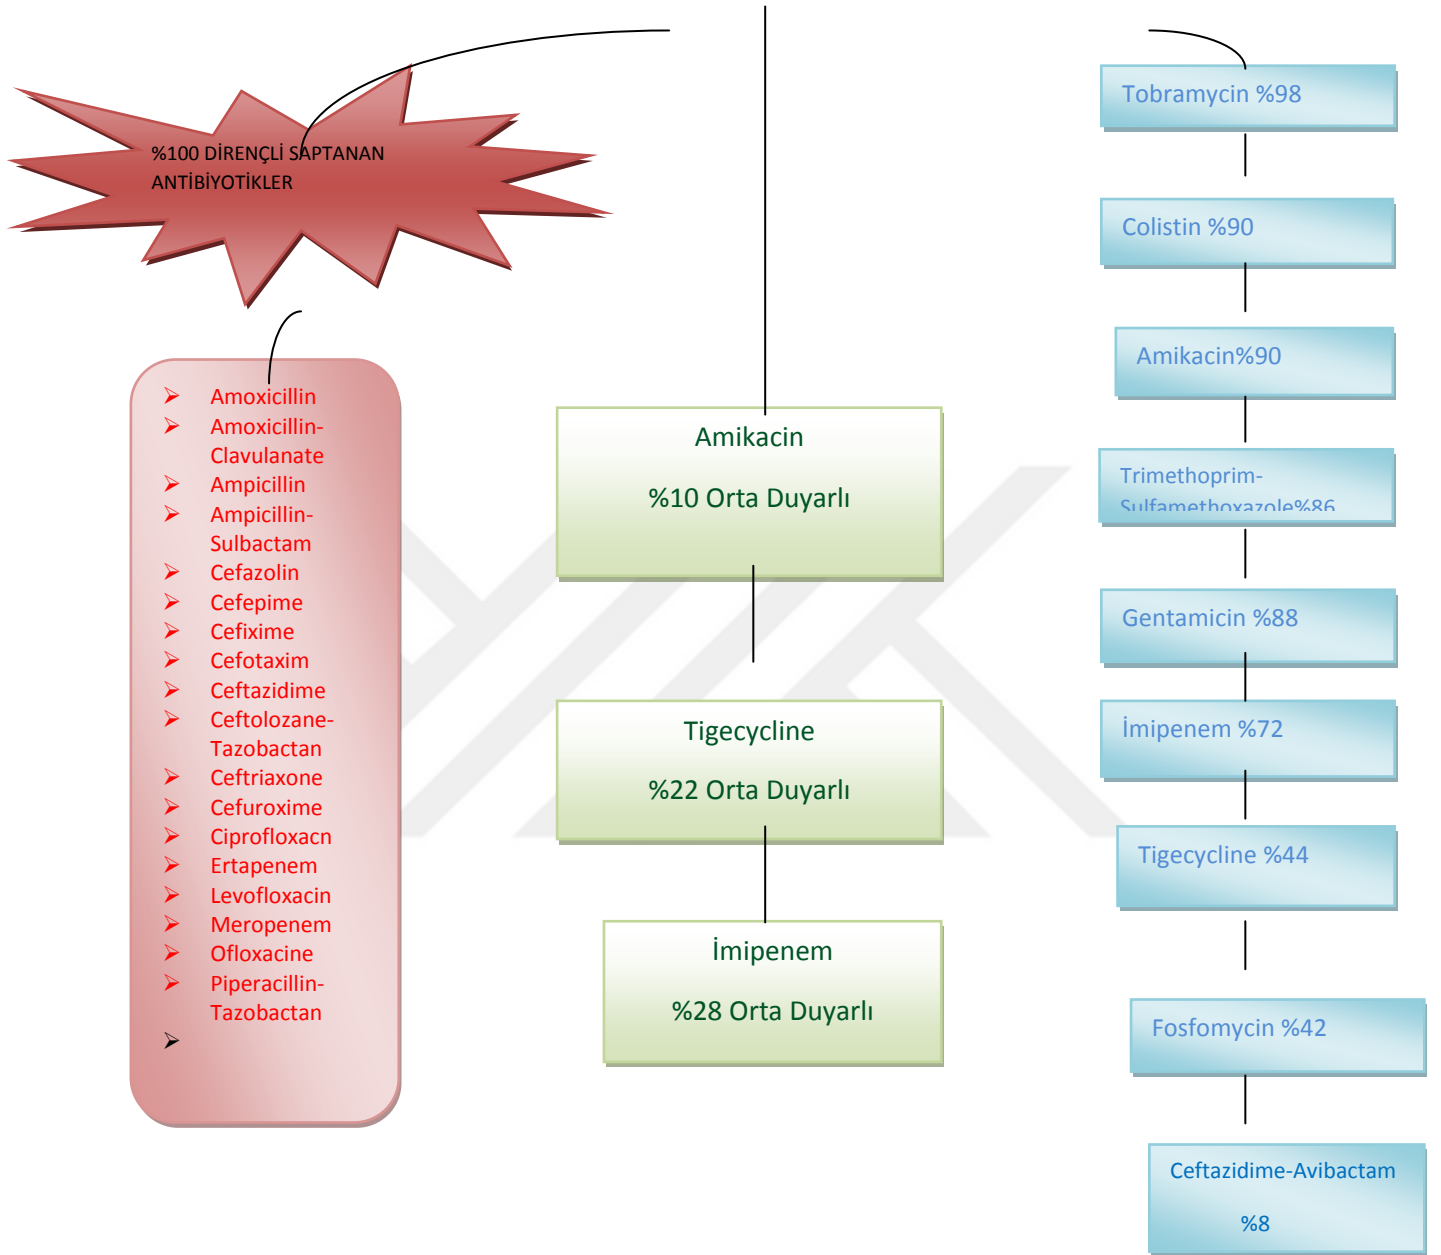 %100 DİRENÇLİ SAPTANAN
ANTİBİYOTİKLER
Amoxicillin
Amoxicillin-
Clavulanate
Ampicillin
Ampicillin-
Sulbactam
Cefazolin
Cefepime
Cefixime
Cefotaxim
Ceftazidime
Ceftolozane-
Tazobactan
Ceftriaxone
Cefuroxime
Ciprofloxacn
Ertapenem
Levofloxacin
Meropenem
Ofloxacine
Piperacillin-
Tazobactan
Amikacin
%10 Orta Duyarlı
Tigecycline
%22 Orta Duyarlı
İmipenem
%28 Orta Duyarlı
Tobramycin %98
Colistin %90
Amikacin%90
Trimethoprim-
Sulfamethoxazole%86
Gentamicin %88
İmipenem %72
Tigecycline %44
Fosfomycin %42
Ceftazidime-Avibactam
%8